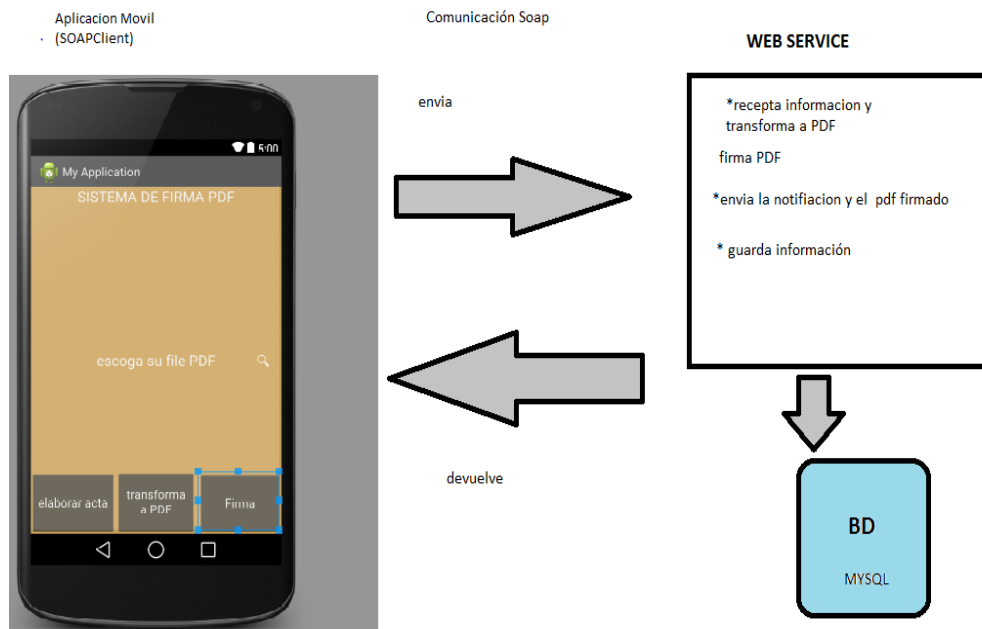 Aplicacion Movil
(SOAPClient)
Comunicación Soap
WEB SERVICE
envia
5:00
My Application
SISTEMA DE FIRMA PDF
escoga su file PDF
elaborar acta
transforma
a PDF
Firma
*recepta informacion y
transforma a PDF
firma PDF
*envia la notifiacion y el pdf firmado
* guarda información
devuelve
BD
MYSQL